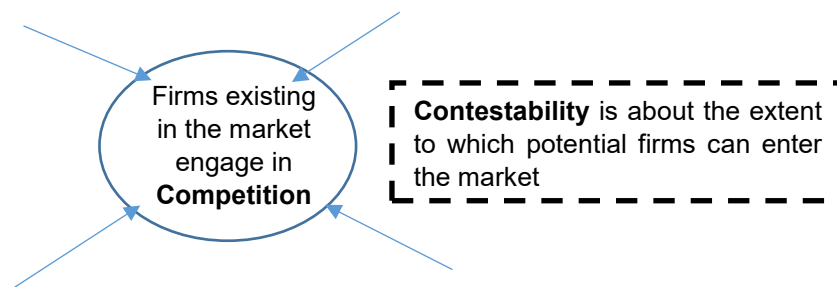 Firms existing
in the market
engage in
Competition
Contestability is about the extent
to which potential firms can enter
the market